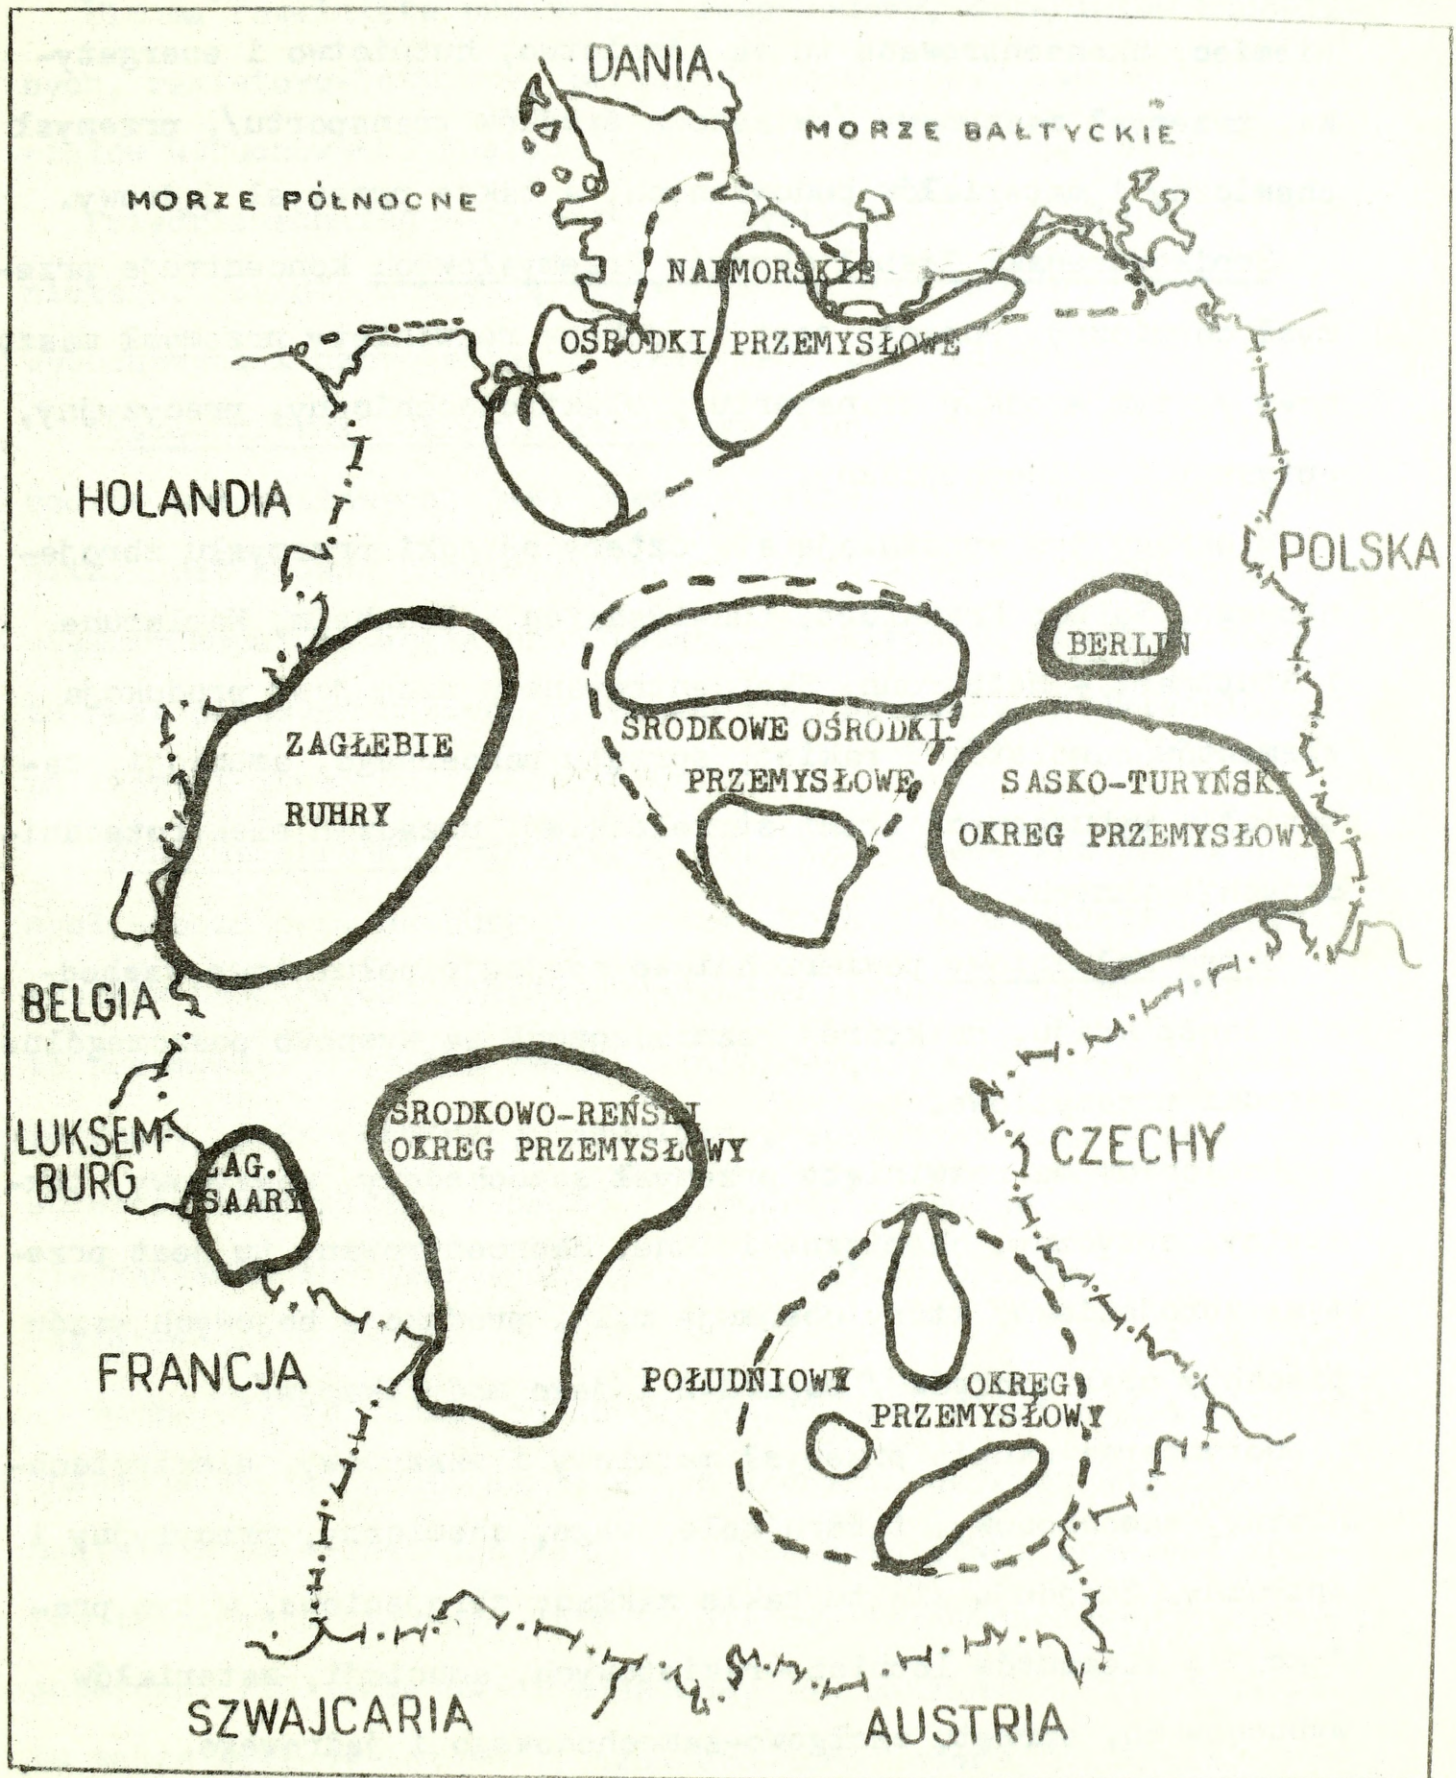 DANIA
MORZE BAŁTYCKIE
MORZE PÓŁNOCNE
NADMORSKIE
OŚRODKI PRZEMYSŁOWE
HOLANDIA
POLSKA
BERLIN
ZAGŁEBIE
RUHRY
ŚRODKOWE OŚRODKI
PRZEMYSŁOWE
SASKO-TURYŃSKI
OKREG PRZEMYSŁOWY
BELGIA
LUKSEM-
BURG
ZAG.
SAARY
ŚRODKOWO-REŃSKI
OKREG PRZEMYSŁOWY
CZECHY
FRANCJA
POŁUDNIOWY OKRĘG
PRZEMYSŁOWY
SZWAJCARIA
AUSTRIA